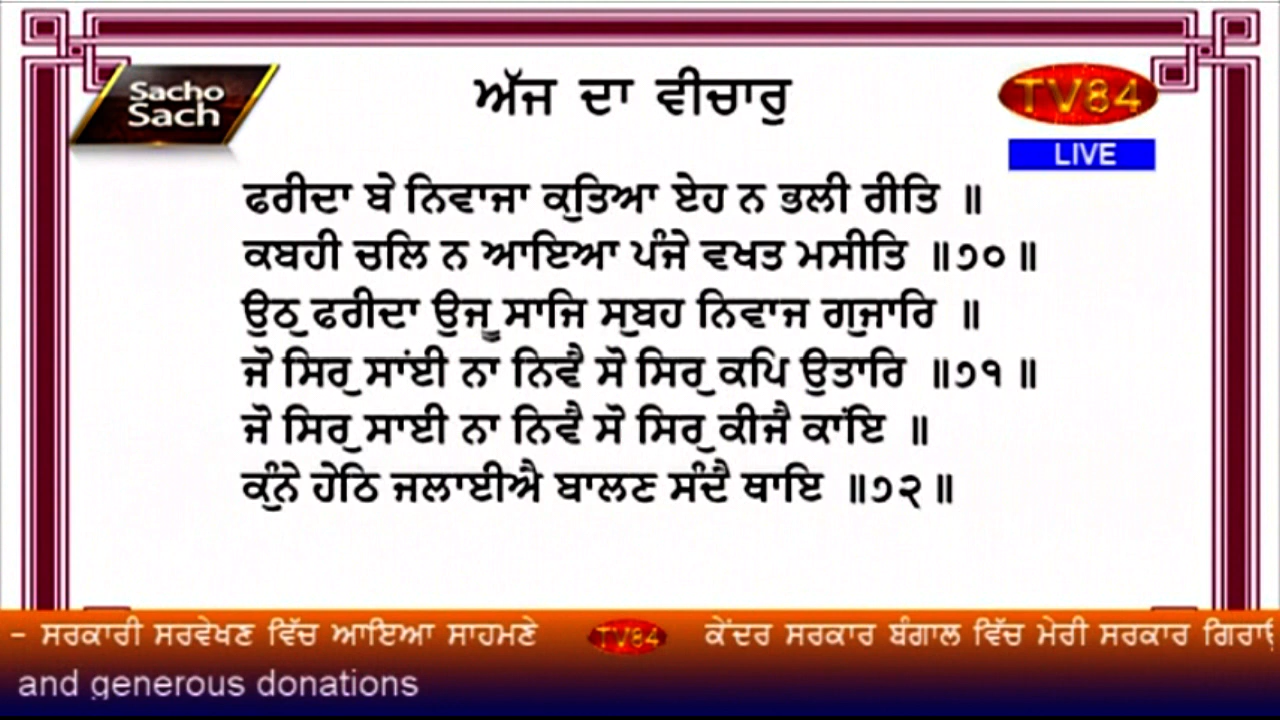 Sacho
Sach
ਅੱਜ ਦਾ ਵੀਚਾਰੁ
TV84
LIVE
ਫਰੀਦਾ ਬੇ ਨਿਵਾਜਾ ਕੁਤਿਆ ਏਹ ਨ ਭਲੀ ਰੀਤਿ ॥
ਕਬਹੀ ਚਲਿ ਨ ਆਇਆ ਪੰਜੇ ਵਖਤ ਮਸੀਤਿ ॥੭੦॥
ਉਠੁ ਫਰੀਦਾ ਉਜੂ ਸਾਜਿ ਸੁਬਹ ਨਿਵਾਜ ਗੁਜਾਰਿ ॥
ਜੋ ਸਿਰੁ ਸਾਂਈ ਨਾ ਨਿਵੈ ਸੋ ਸਿਰੁ ਕਪਿ ਉਤਾਰਿ ॥੭੧॥
ਜੋ ਸਿਰੁ ਸਾਈ ਨਾ ਨਿਵੈ ਸੋ ਸਿਰੁ ਕੀਜੈ ਕਾਂਇ ॥
ਕੁੰਨੇ ਹੇਠਿ ਜਲਾਈਐ ਬਾਲਣ ਸੰਦੈ ਥਾਇ ॥੭੨॥
- ਸਰਕਾਰੀ ਸਰਵੇਖਣ ਵਿੱਚ ਆਇਆ ਸਾਹਮਣੇ TV84 ਕੇਂਦਰ ਸਰਕਾਰ ਬੰਗਾਲ ਵਿੱਚ ਮੇਰੀ ਸਰਕਾਰ
and generous donations